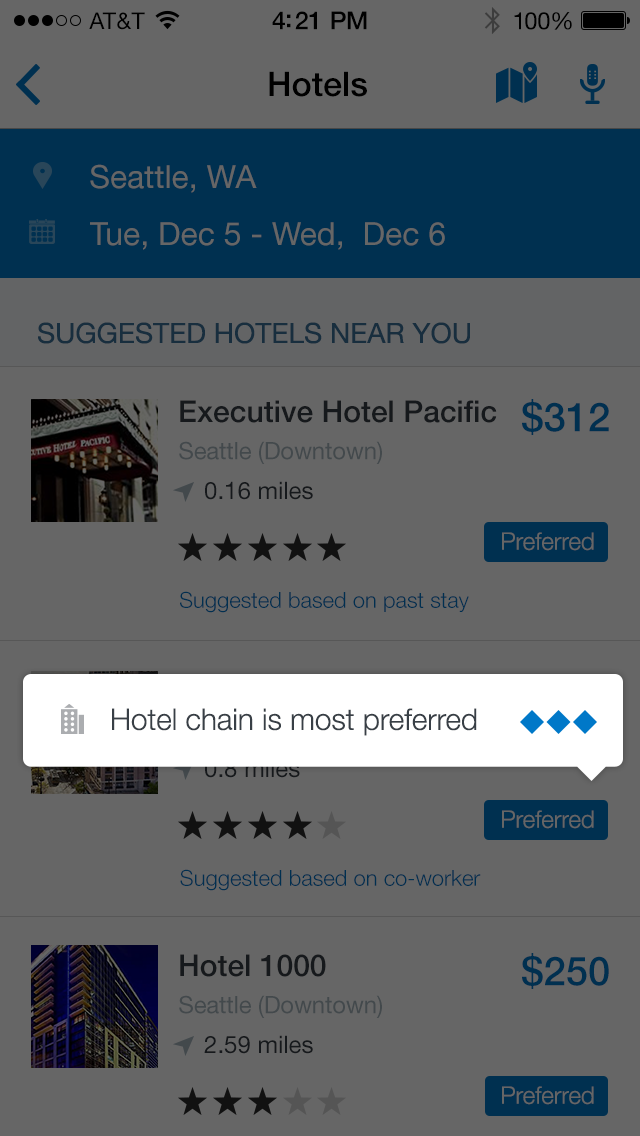 AT&T 4:21 PM 100%
Hotels
Seattle, WA
Tue, Dec 5 - Wed, Dec 6
SUGGESTED HOTELS NEAR YOU
Executive Hotel Pacific $312
Seattle (Downtown)
EXECUTIVE HOTEL PACIFIC
0.16 miles
Preferred
Suggested based on past stay
Hotel chain is most preferred
0.8 miles
Preferred
Suggested based on co-worker
Hotel 1000 $250
Seattle (Downtown)
2.59 miles
Preferred